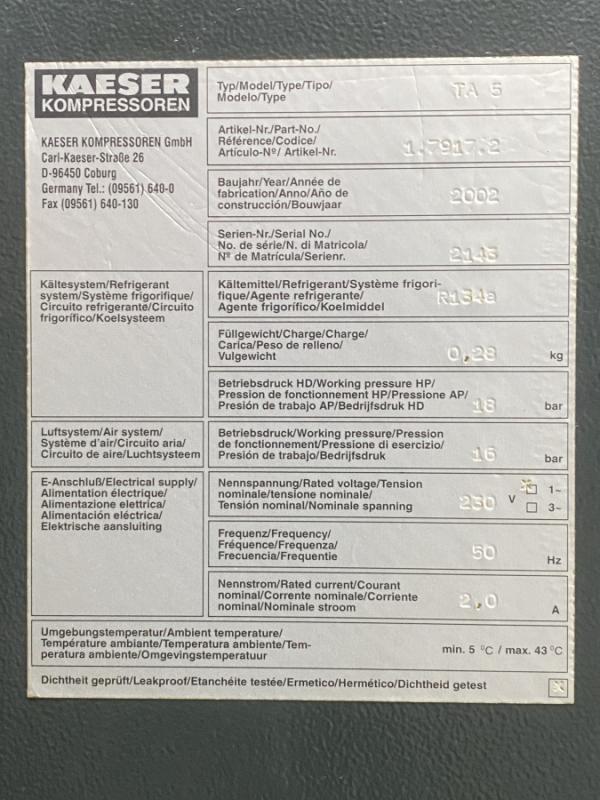 KAESER
KOMPRESSOREN
KAESER KOMPRESSOREN GmbH
Carl-Kaeser-Straße 26
D-96450 Coburg
Germany Tel.: (09561) 640-0
Fax (09561) 640-130
Typ/Model/Type/Tipo/
Modelo/Type
TA 5
Artikel-Nr./Part-No./
Référence/Codice/
Artículo-Nº/ Artikel-Nr.
1.7917.2
Baujahr/Year/Année de
fabrication/Anno/Año de
construcción/Bouwjaar
2002
Serien-Nr./Serial No./
No. de série/N. di Matricola/
Nº de Matrícula/Serienr.
2143
Kältesystem/Refrigerant
system/Système frigorifique/
Circuito refrigerante/Circuito
frigorífico/Koelsysteem
Kältemittel/Refrigerant/Système frigori-
fique/Agente refrigerante/
Agente frigorífico/Koelmiddel
R134a
Füllgewicht/Charge/Charge/
Carica/Peso de relleno/
Vulgewicht
0,28 kg
Betriebsdruck HD/Working pressure HP/
Pression de fonctionnement HP/Pressione AP/
Presión de trabajo AP/Bedrijfsdruk HD
18 bar
Luftsystem/Air system/
Système d'air/Circuito aria/
Circuito de aire/Luchtsysteem
Betriebsdruck/Working pressure/Pression
de fonctionnement/Pressione di esercizio/
Presión de trabajo/Bedrijfsdruk
16 bar
E-Anschluß/Electrical supply/
Alimentation électrique/
Alimentazione elettrica/
Alimentación eléctrica/
Elektrische aansluiting
Nennspannung/Rated voltage/Tension
nominale/tensione nominale/
Tensión nominal/Nominale spanning
230 V
1~
3~
Frequenz/Frequency/
Fréquence/Frequenza/
Frecuencia/Frequentie
50 Hz
Nennstrom/Rated current/Courant
nominal/Corrente nominale/Corriente
nominal/Nominale stroom
2,0 A
Umgebungstemperatur/Ambient temperature/
Température ambiante/Temperatura ambiente/Tem-
peratura ambiente/Omgevingstemperatuur
min. 5 °C / max. 43 °C
Dichtheit geprüft/Leakproof/Etanchéite testée/Ermetico/Hermético/Dichtheid getest